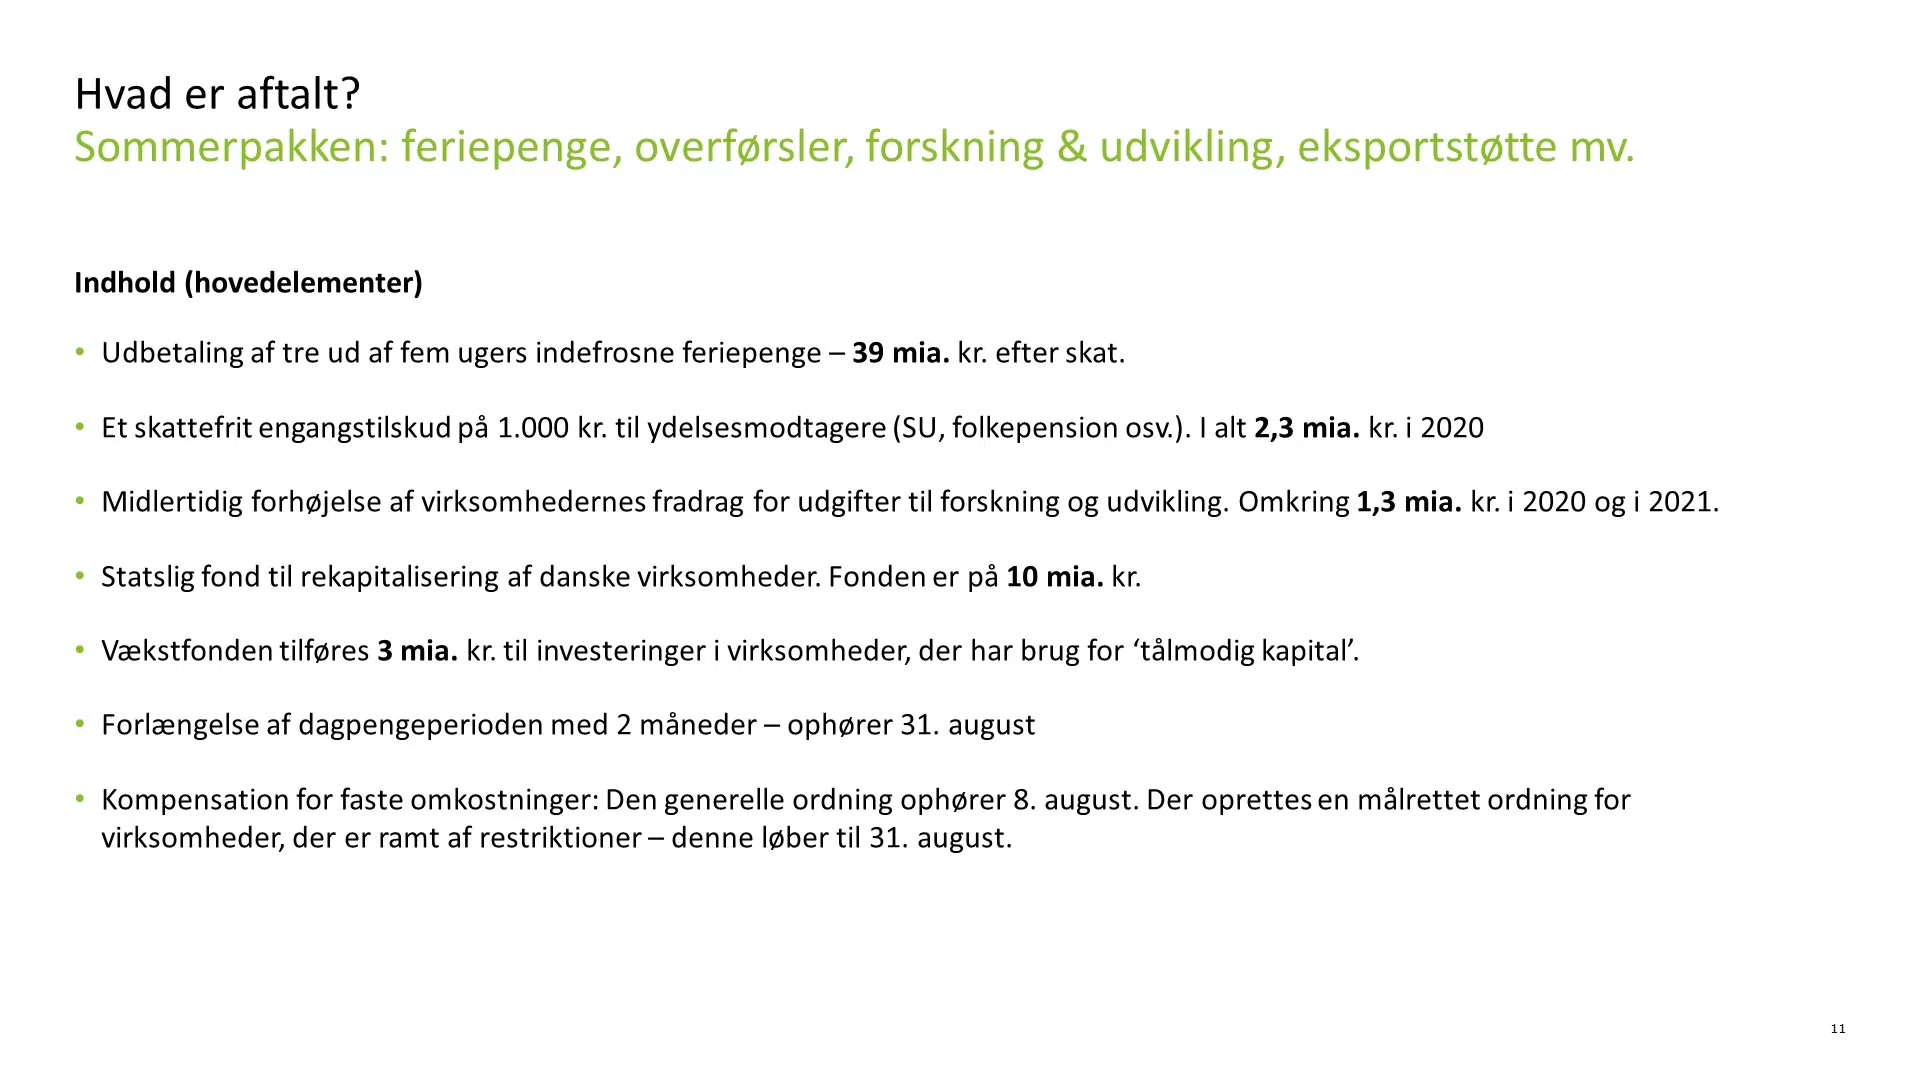 Hvad er aftalt?
Sommerpakken: feriepenge, overførsler, forskning & udvikling, eksportstøtte mv.
Indhold (hovedelementer)
• Udbetaling af tre ud af fem ugers indefrosne feriepenge – 39 mia. kr. efter skat.
• Et skattefrit engangstilskud på 1.000 kr. til ydelsesmodtagere (SU, folkepension osv.). I alt 2,3 mia. kr. i 2020
• Midlertidig forhøjelse af virksomhedernes fradrag for udgifter til forskning og udvikling. Omkring 1,3 mia. kr. i 2020 og i 2021.
• Statslig fond til rekapitalisering af danske virksomheder. Fonden er på 10 mia. kr.
• Vækstfonden tilføres 3 mia. kr. til investeringer i virksomheder, der har brug for ‘tålmodig kapital’.
• Forlængelse af dagpengeperioden med 2 måneder – ophører 31. august
• Kompensation for faste omkostninger: Den generelle ordning ophører 8. august. Der oprettes en målrettet ordning for
virksomheder, der er ramt af restriktioner – denne løber til 31. august.
11